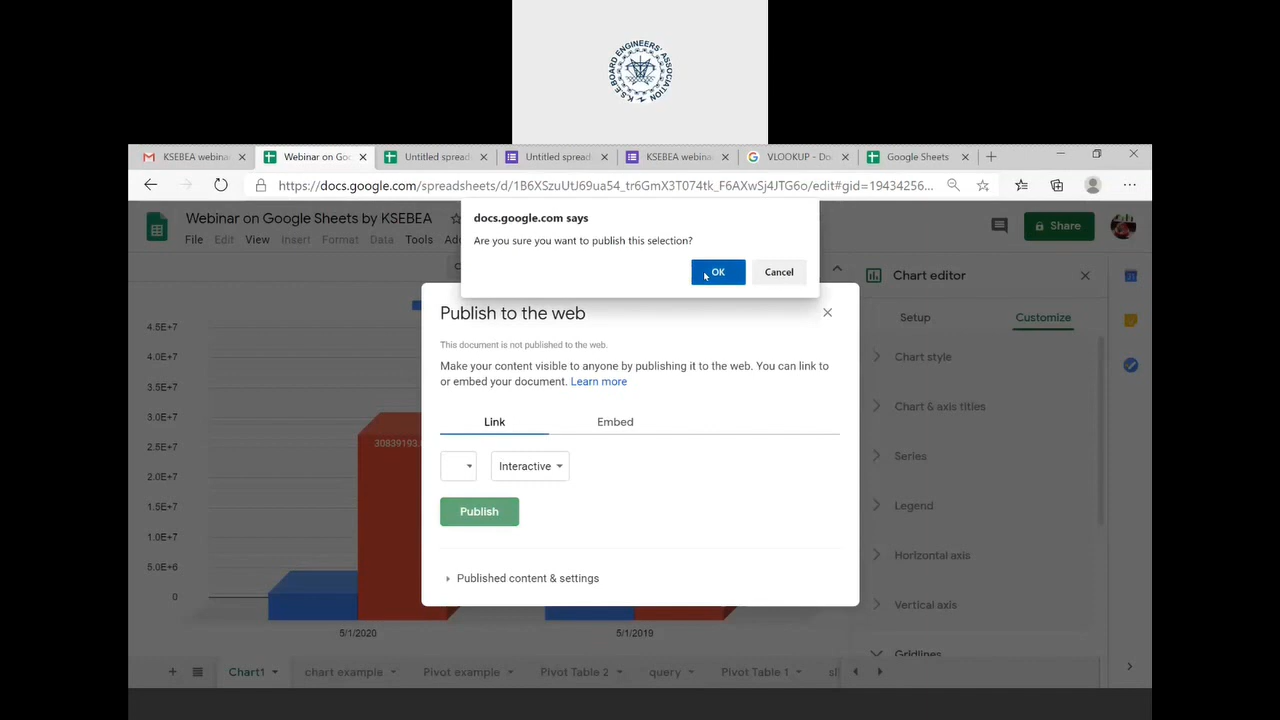 K.S.E.BOARD ENGINEERS' ASSOCIATION
KSEBEA webina
Webinar on Goo
Untitled spread
Untitled spread
KSEBEA webina
VLOOKUP - Do
Google Sheets
https://docs.google.com/spreadsheets/d/1B6XSzuUtJ69ua54_tr6GmX3T074tk_F6AXwSj4JTG6o/edit#gid=19434256...
Webinar on Google Sheets by KSEBEA
File Edit View Insert Format Data Tools Ad
Share
docs.google.com says
Are you sure you want to publish this selection?
OK Cancel
Publish to the web
This document is not published to the web.
Make your content visible to anyone by publishing it to the web. You can link to
or embed your document. Learn more
Link Embed
Interactive
Publish
Published content & settings
4.5E+7
4.0E+7
3.5E+7
3.0E+7
2.5E+7
2.0E+7
1.5E+7
1.0E+7
5.0E+6
0
30839193.
5/1/2020
5/1/2019
Chart editor
Setup Customize
Chart style
Chart & axis titles
Series
Legend
Horizontal axis
Vertical axis
Gridlines
Chart1 chart example Pivot example Pivot Table 2 query Pivot Table 1 sl